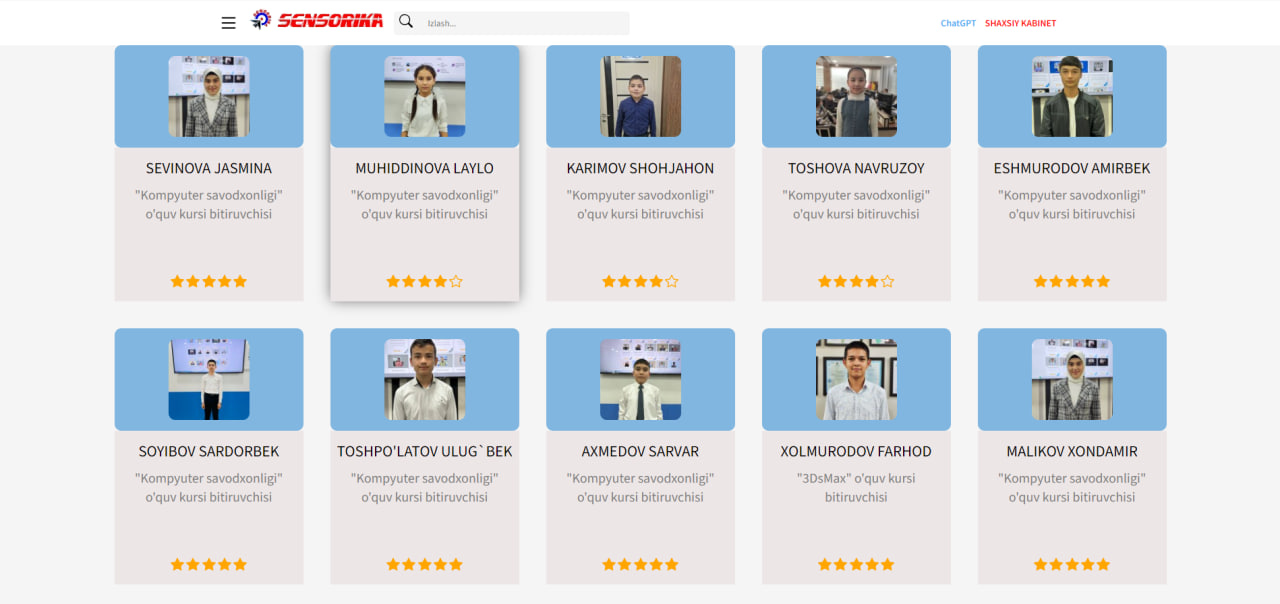 SENSORIKA
Izlash...
ChatGPT
SHAXSIY KABINET
SEVINOVA JASMINA
"Kompyuter savodxonligi"
o'quv kursi bitiruvchisi
MUHIDDINOVA LAYLO
"Kompyuter savodxonligi"
o'quv kursi bitiruvchisi
KARIMOV SHOHJAHON
"Kompyuter savodxonligi"
o'quv kursi bitiruvchisi
TOSHOVA NAVRUZOY
"Kompyuter savodxonligi"
o'quv kursi bitiruvchisi
ESHMURODOV AMIRBEK
"Kompyuter savodxonligi"
o'quv kursi bitiruvchisi
SOYIBOV SARDORBEK
"Kompyuter savodxonligi"
o'quv kursi bitiruvchisi
TOSHPO'LATOV ULUG`BEK
"Kompyuter savodxonligi"
o'quv kursi bitiruvchisi
AXMEDOV SARVAR
"Kompyuter savodxonligi"
o'quv kursi bitiruvchisi
XOLMURODOV FARHOD
"3DsMax" o'quv kursi
bitiruvchisi
MALIKOV XONDAMIR
"Kompyuter savodxonligi"
o'quv kursi bitiruvchisi